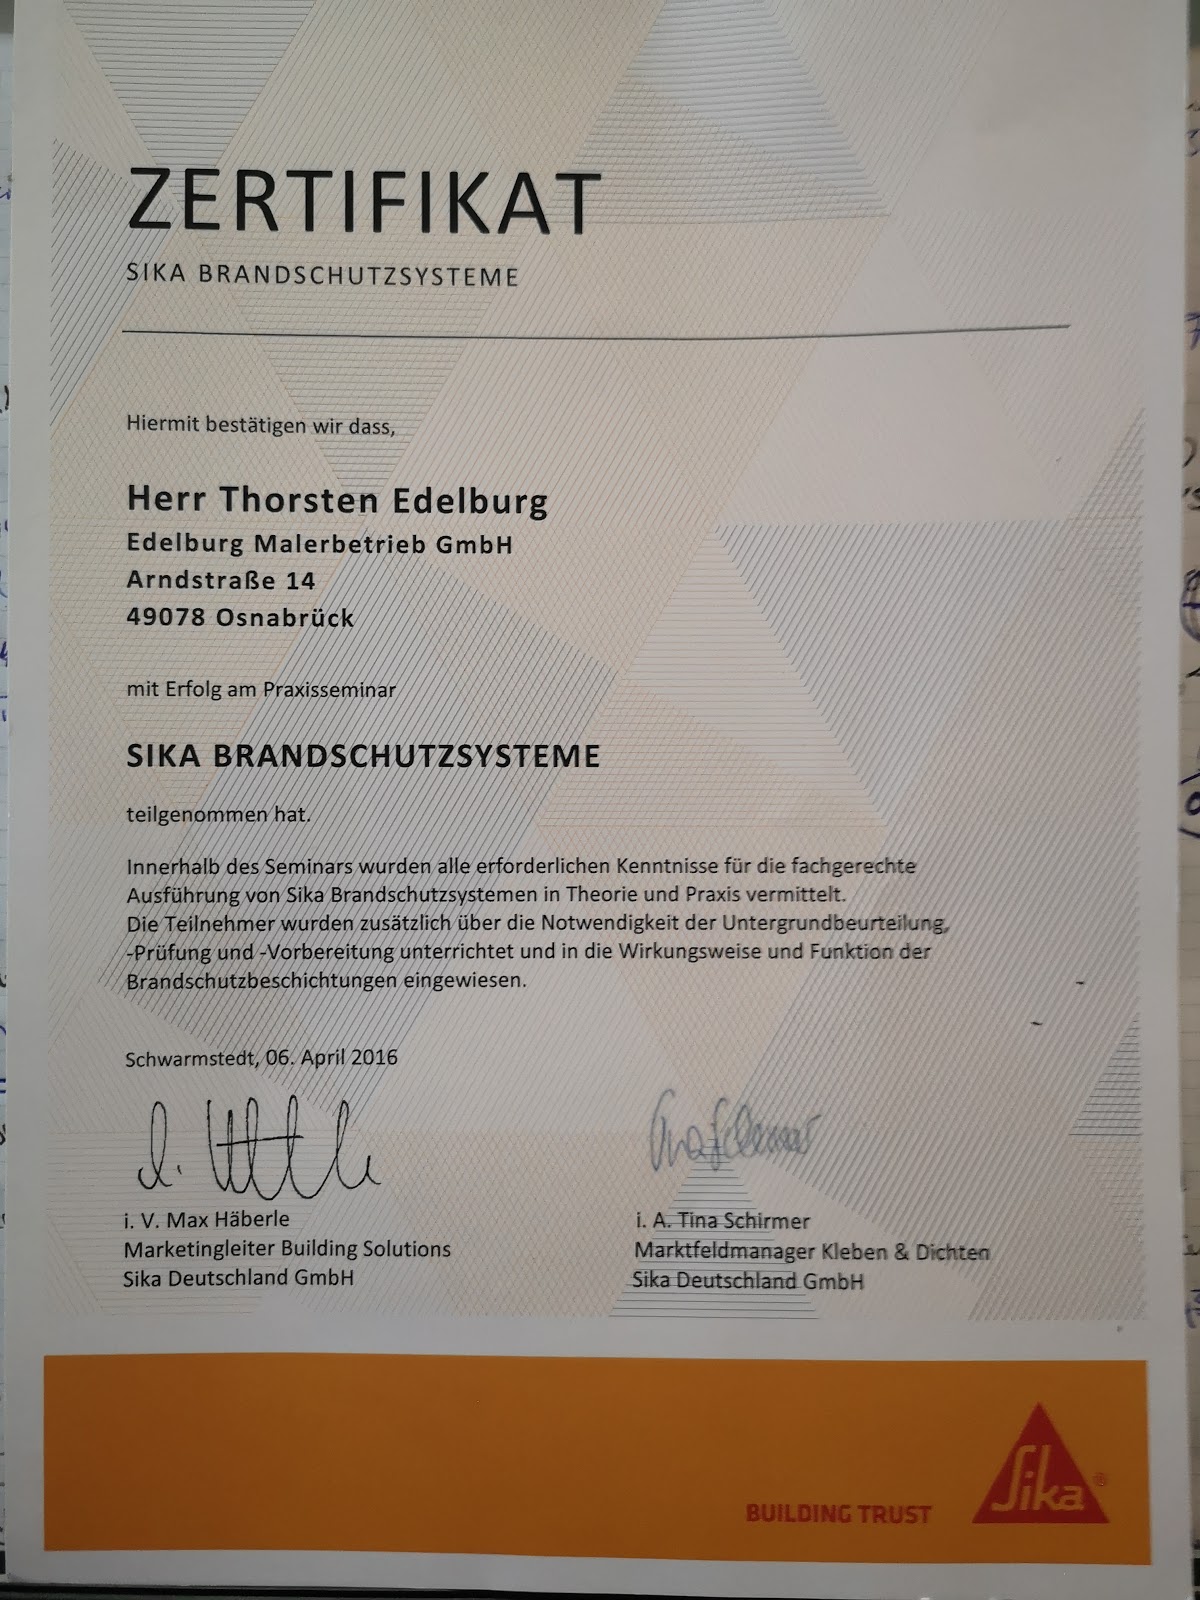 ZERTIFIKAT
SIKA BRANDSCHUTZSYSTEME
Hiermit bestätigen wir dass,
Herr Thorsten Edelburg
Edelburg Malerbetrieb GmbH
Arndstraße 14
49078 Osnabrück
mit Erfolg am Praxisseminar
SIKA BRANDSCHUTZSYSTEME
teilgenommen hat.
Innerhalb des Seminars wurden alle erforderlichen Kenntnisse für die fachgerechte
Ausführung von Sika Brandschutzsystemen in Theorie und Praxis vermittelt.
Die Teilnehmer wurden zusätzlich über die Notwendigkeit der Untergrundbeurteilung,
-Prüfung und -Vorbereitung unterrichtet und in die Wirkungsweise und Funktion der
Brandschutzbeschichtungen eingewiesen.
Schwarmstedt, 06. April 2016
i. V. Max Häberle
Marketingleiter Building Solutions
Sika Deutschland GmbH
i. A. Tina Schirmer
Marktfeldmanager Kleben & Dichten
Sika Deutschland GmbH
BUILDING TRUST
Sika®